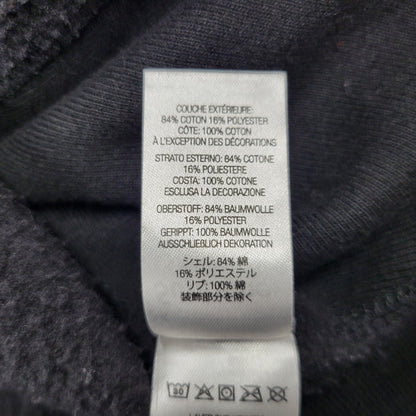 COUCHE EXTÉRIEURE:
84% COTON 16% POLYESTER
CÔTE: 100% COTON
À L'EXCEPTION DES DÉCORATIONS
STRATO ESTERNO: 84% COTONE
16% POLIESTERE
COSTA: 100% COTONE
ESCLUSA LA DECORAZIONE
OBERSTOFF: 84% BAUMWOLLE
16% POLYESTER
GERIPPT: 100% BAUMWOLLE
AUSSCHLIEßLICH DEKORATION
シェル: 84% 綿
16% ポリエステル
リブ: 100% 綿
装飾部分を除く
30